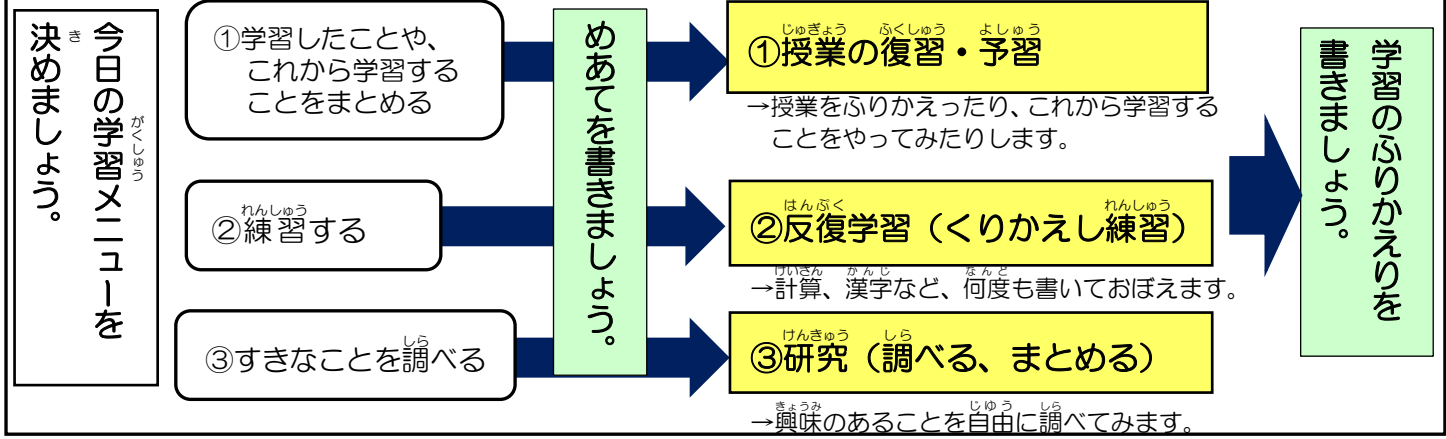 今日の学習メニューを
決めましょう。
①学習したことや、
これから学習する
ことをまとめる
②練習する
③すきなことを調べる
めあてを書きましょう。
①授業の復習・予習
→授業をふりかえったり、これから学習する
ことをやってみたりします。
②反復学習（くりかえし練習）
→計算、漢字など、何度も書いておぼえます。
③研究（調べる、まとめる）
→興味のあることを自由に調べてみます。
学習のふりかえりを
書きましょう。